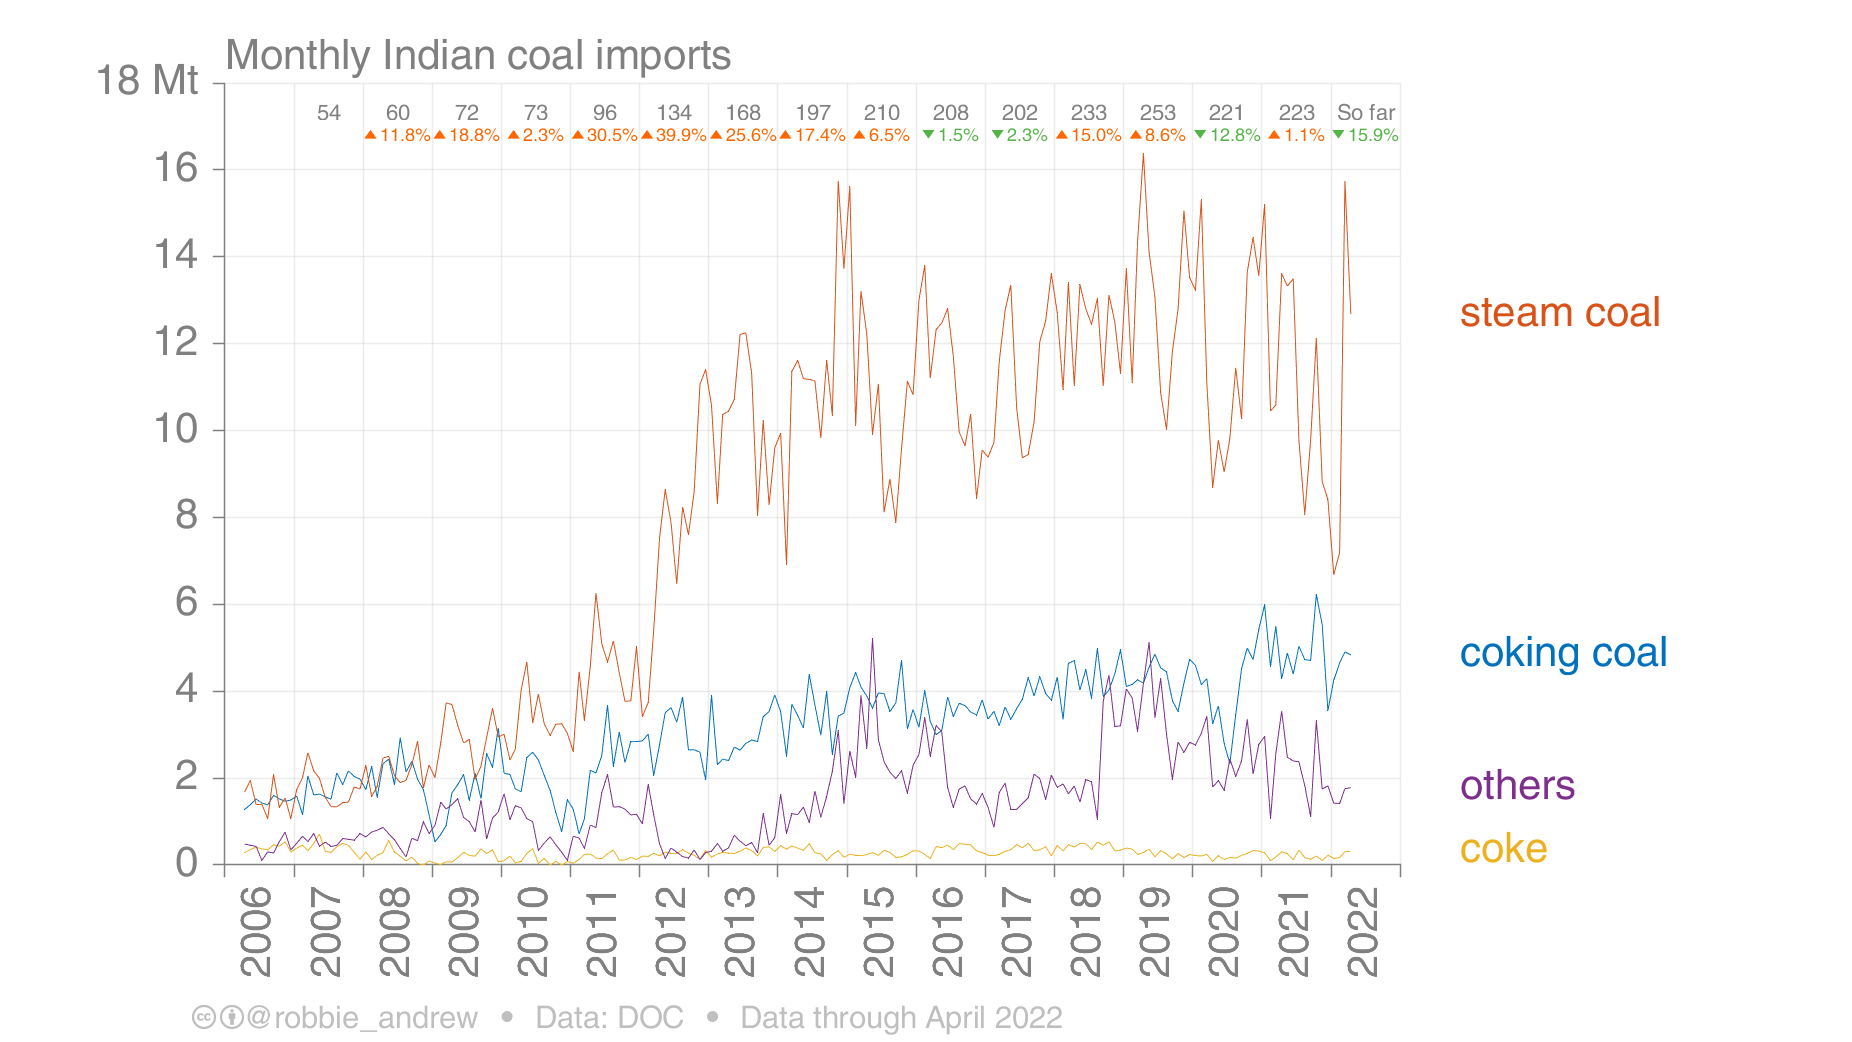 Monthly Indian coal imports
18 Mt
54 60 72 73 96 134 168 197 210 208 202 233 253 221 223 So far
▲ 11.8% ▲ 18.8% ▲ 2.3% ▲ 30.5% ▲ 39.9% ▲ 25.6% ▲ 17.4% ▲ 6.5% ▼ 1.5% ▼ 2.3% ▲ 15.0% ▲ 8.6% ▼ 12.8% ▲ 1.1% ▼ 15.9%
16
14
12
10
8
6
4
2
0
steam coal
coking coal
others
coke
2006 2007 2008 2009 2010 2011 2012 2013 2014 2015 2016 2017 2018 2019 2020 2021 2022
cc @robbie_andrew • Data: DOC • Data through April 2022